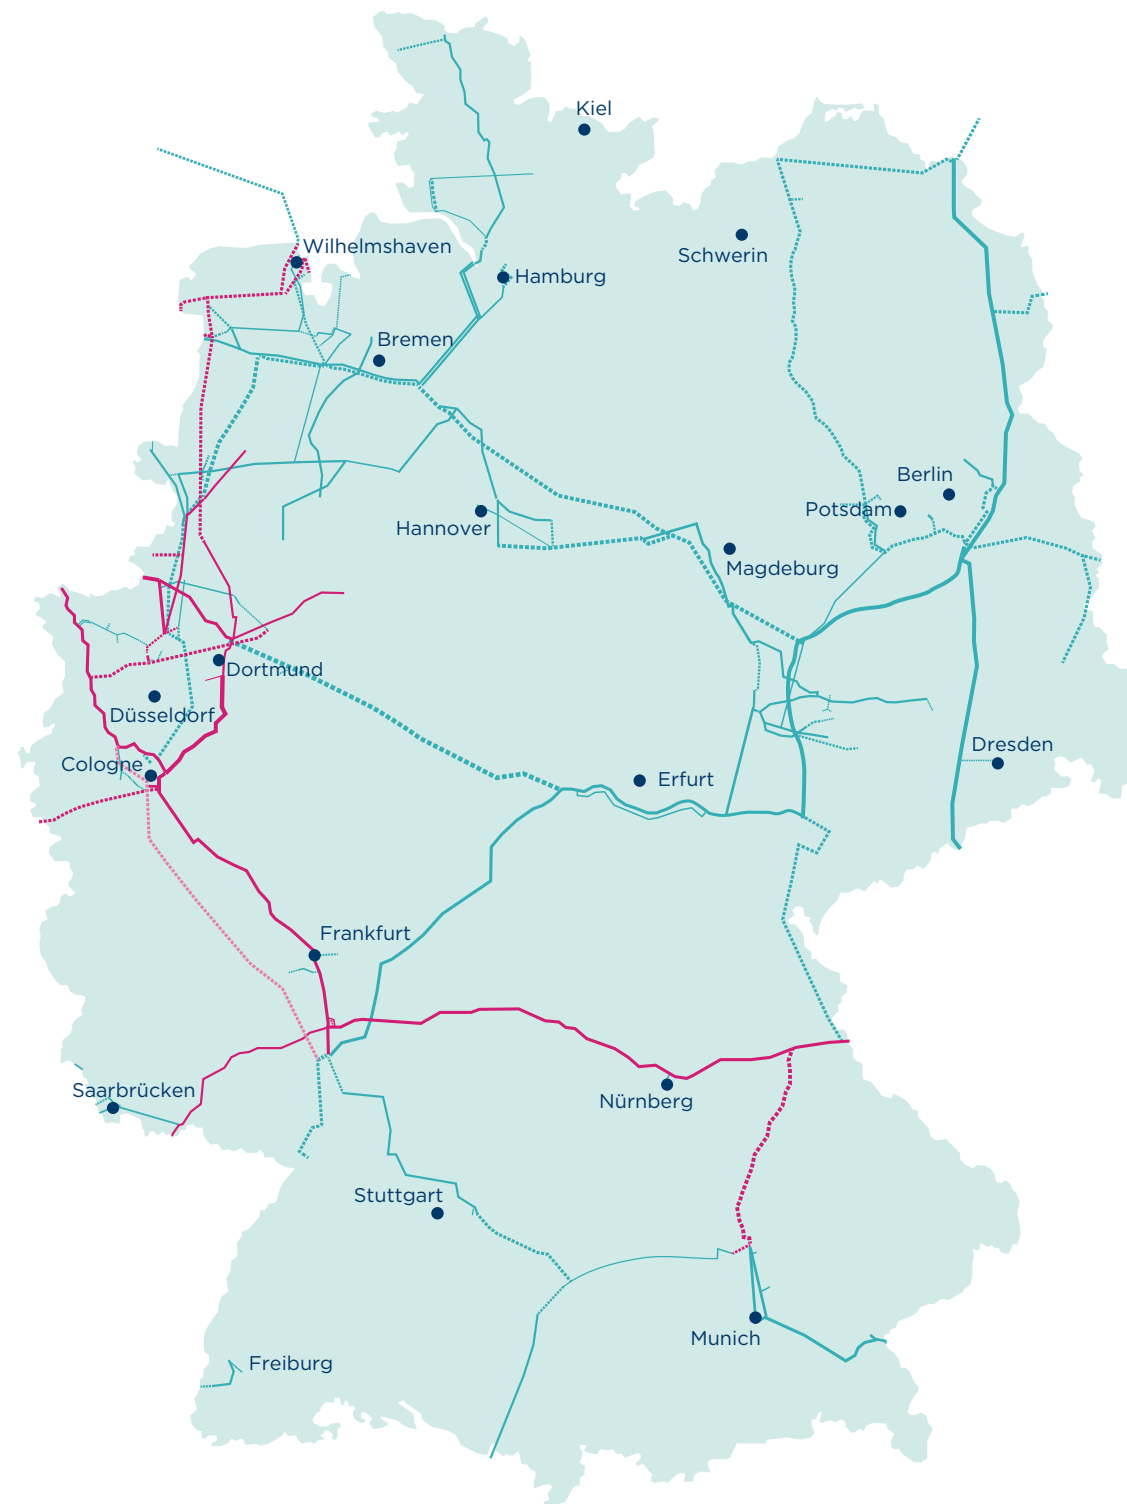 Kiel
Wilhelmshaven
Schwerin
Hamburg
Bremen
Berlin
Potsdam
Hannover
Magdeburg
Dortmund
Düsseldorf
Dresden
Cologne
Erfurt
Frankfurt
Saarbrücken
Nürnberg
Stuttgart
Munich
Freiburg